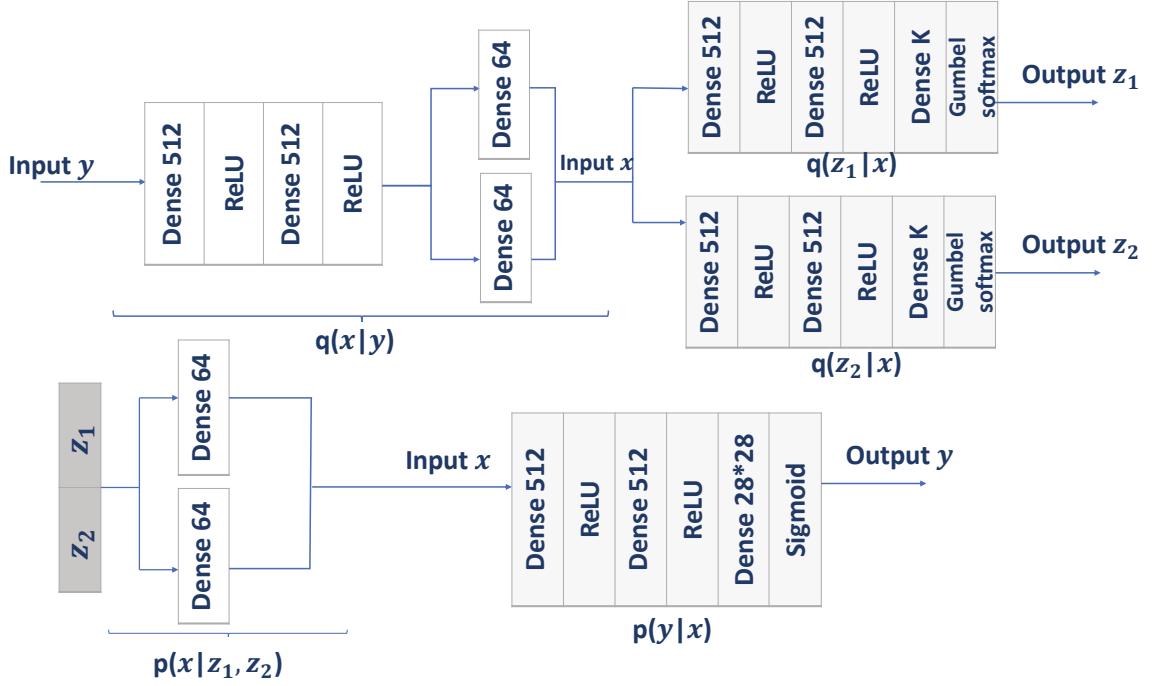 Input y
Dense 512
ReLU
Dense 512
ReLU
Dense 64
Dense 64
q(x|y)
Input x
Dense 512
ReLU
Dense 512
ReLU
Dense K
Gumbel
softmax
Output z₁
q(z₁|x)
Dense 512
ReLU
Dense 512
ReLU
Dense K
Gumbel
softmax
Output z₂
q(z₂|x)
z₁
z₂
Dense 64
Dense 64
p(x|z₁, z₂)
Input x
Dense 512
ReLU
Dense 512
ReLU
Dense 28*28
Sigmoid
Output y
p(y|x)